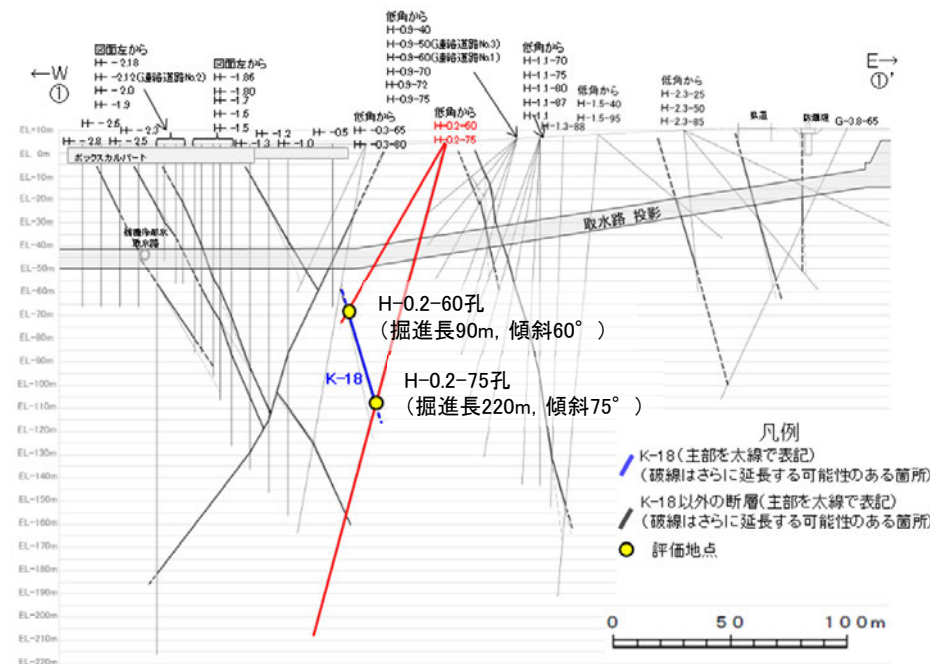 低角から
H-0.9-40
H-0.9-50(連絡道路No.3)
H-0.9-60(連絡道路No.1)
H-0.9-70
H-0.9-72
H-0.9-75
図面左から
H- -2.18
H- -2.12(連絡道路No.2)
H- -2.0
H- -1.9
図面左から
H- -1.86
H- -1.80
H- -1.7
H- -1.6
H- -1.5
←W
①
E→
①'
低角から
H-1.1-70
H-1.1-75
H-1.1-80
H-1.1-87
H-1.1
H-1.3-88
低角から
H-1.5-40
H-1.5-95
低角から
H-2.3-25
H-2.3-50
H-2.3-85
鉄道
防潮堤
G-3.8-65
低角から
H-0.2-60
H-0.2-75
低角から
H- -0.3-65
H- -0.3-80
H- -2.6
H- -2.3
H- -2.8
H- -2.5
H- -1.2
H- -0.5
H- -1.3
H- -1.0
ボックスカルバート
取水路 投影
取水路
EL+10m
EL 0m
EL-10m
EL-20m
EL-30m
EL-40m
EL-50m
EL-60m
EL-70m
EL-80m
EL-90m
EL-100m
EL-110m
EL-120m
EL-130m
EL-140m
EL-150m
EL-160m
EL-170m
EL-180m
EL-190m
EL-200m
EL-210m
EL-220m
H-0.2-60孔
(掘進長90m, 傾斜60°)
K-18
H-0.2-75孔
(掘進長220m, 傾斜75°)
凡例
K-18(主部を太線で表記)
(破線はさらに延長する可能性のある箇所)
K-18以外の断層(主部を太線で表記)
(破線はさらに延長する可能性のある箇所)
評価地点
0 50 100m